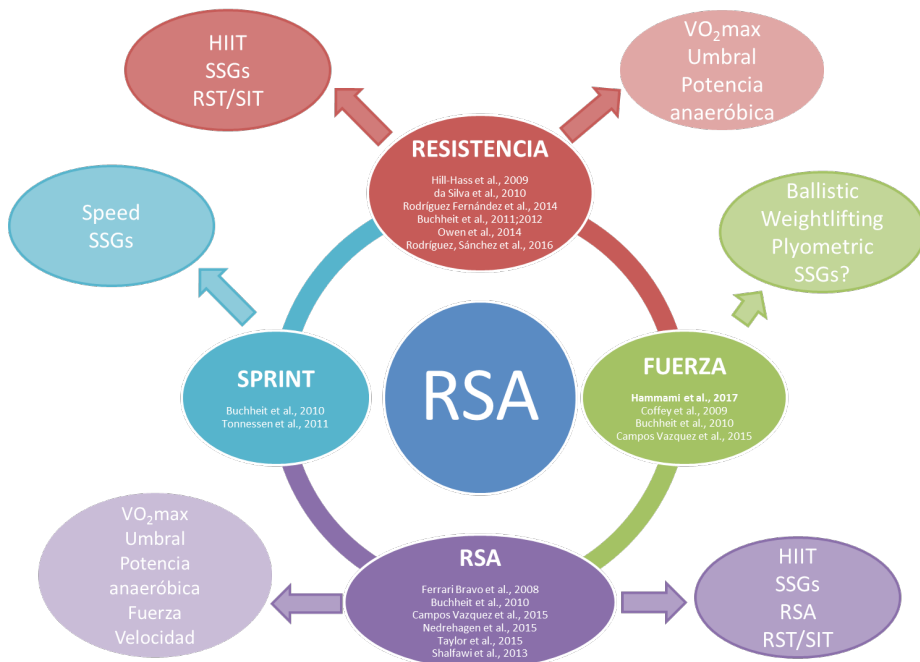 HIIT
SSGs
RST/SIT
VO₂max
Umbral
Potencia
anaeróbica
RESISTENCIA
Hill-Hass et al., 2009
da Silva et al., 2010
Rodríguez Fernández et al., 2014
Buchheit et al., 2011;2012
Owen et al., 2014
Rodríguez, Sánchez et al., 2016
Speed
SSGs
Ballistic
Weightlifting
Plyometric
SSGs?
SPRINT
Buchheit et al., 2010
Tonnessen et al., 2011
RSA
FUERZA
Hammami et al., 2017
Coffey et al., 2009
Buchheit et al., 2010
Campos Vazquez et al., 2015
VO₂max
Umbral
Potencia
anaeróbica
Fuerza
Velocidad
RSA
Ferrari Bravo et al., 2008
Buchheit et al., 2010
Campos Vazquez et al., 2015
Nedrehagen et al., 2015
Taylor et al., 2015
Shalfawi et al., 2013
HIIT
SSGs
RSA
RST/SIT